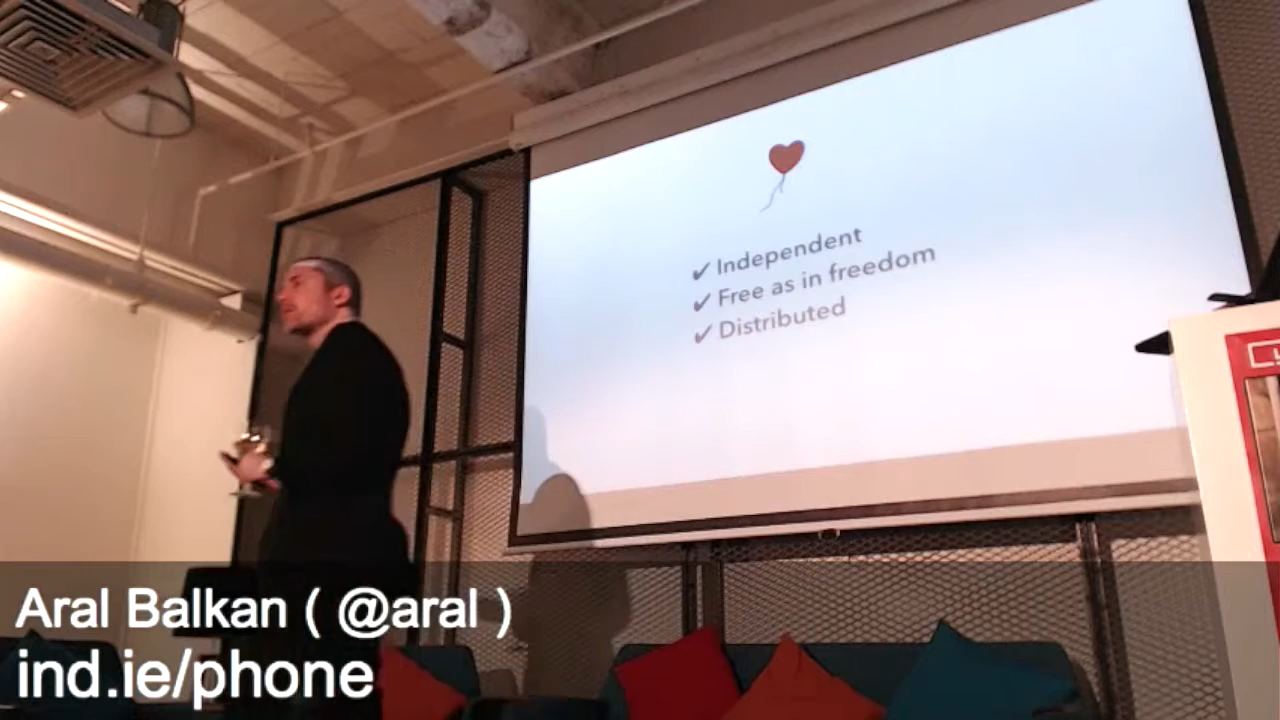 ✔ Independent
✔ Free as in freedom
✔ Distributed
Aral Balkan ( @aral )
ind.ie/phone